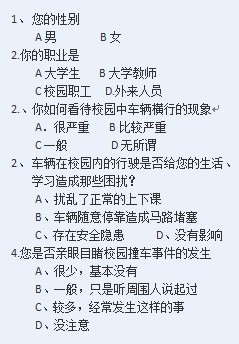 1、您的性别
A 男 B 女
2.你的职业是
A 大学生 B 大学教师
C 校园职工 D.外来人员
2.、你如何看待校园中车辆横行的现象
A．很严重 B 比较严重
C 一般 D 无所谓
2、车辆在校园内的行驶是否给您的生活、
学习造成那些困扰？
A、扰乱了正常的上下课
B、车辆随意停靠造成马路堵塞
C、存在安全隐患 D、没有影响
4.您是否亲眼目睹校园撞车事件的发生
A、很少，基本没有
B、一般，只是听周围人说起过
C、较多，经常发生这样的事
D、没注意